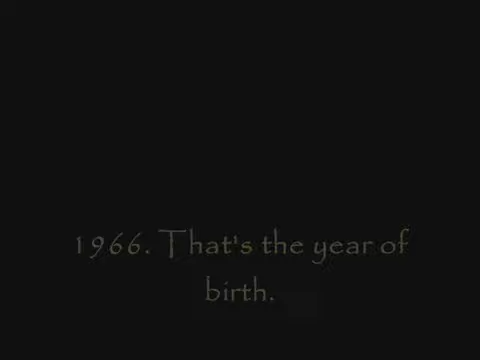 1966. That's the year of
birth.